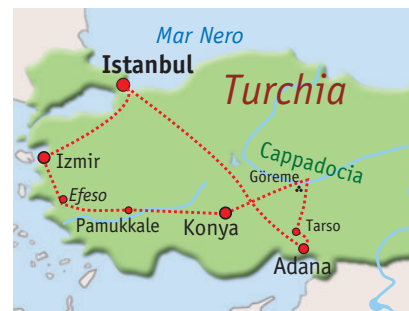 Mar Nero
Istanbul
Turchia
Cappadocia
Izmir
Göreme
Efeso
Pamukkale
Konya
Tarso
Adana